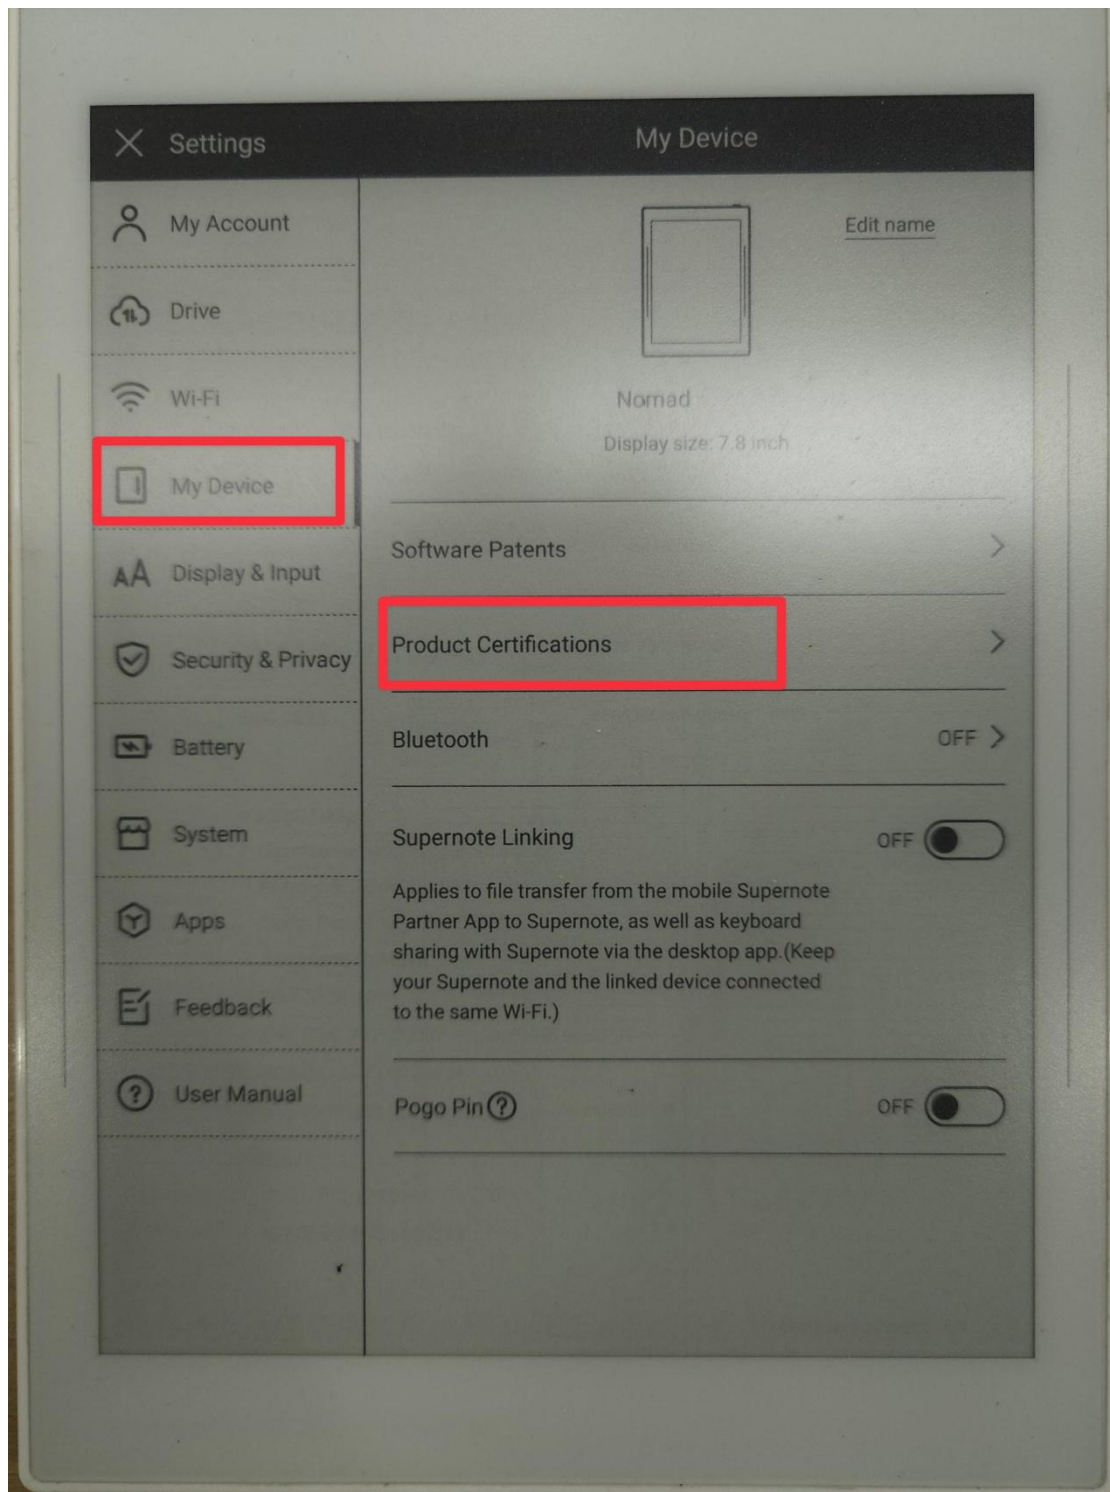 Settings
My Device
My Account
Drive
Wi-Fi
My Device
Display & Input
Security & Privacy
Battery
System
Apps
Feedback
User Manual
Edit name
Nomad
Display size: 7.8 inch
Software Patents
Product Certifications
Bluetooth OFF
Supernote Linking OFF
Applies to file transfer from the mobile Supernote
Partner App to Supernote, as well as keyboard
sharing with Supernote via the desktop app.(Keep
your Supernote and the linked device connected
to the same Wi-Fi.)
Pogo Pin? OFF